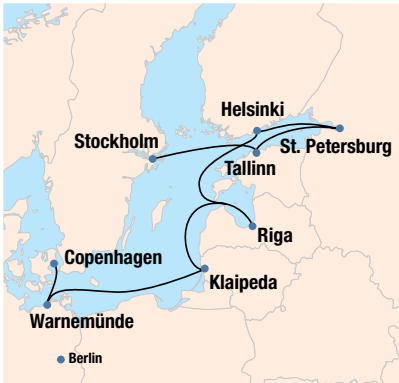 Helsinki
Stockholm
St. Petersburg
Tallinn
Riga
Copenhagen
Klaipeda
Warnemünde
Berlin